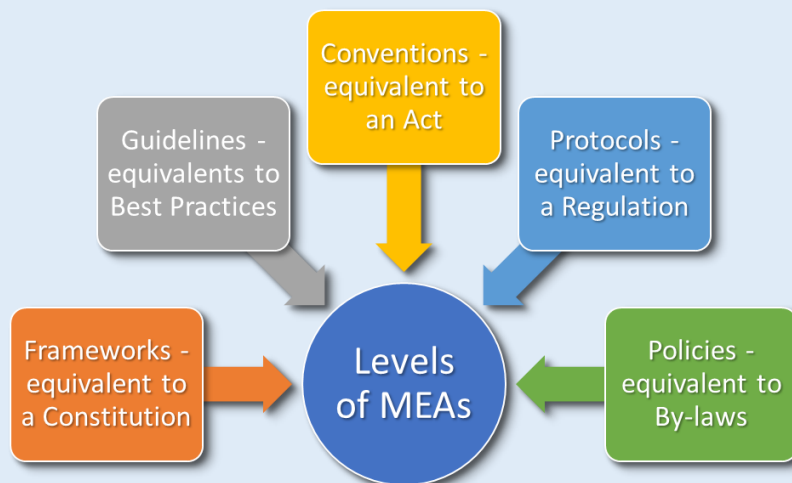 Conventions -
equivalent to
an Act
Guidelines -
equivalents to
Best Practices
Protocols -
equivalent to
a Regulation
Frameworks -
equivalent to
a Constitution
Levels
of MEAs
Policies -
equivalent to
By-laws